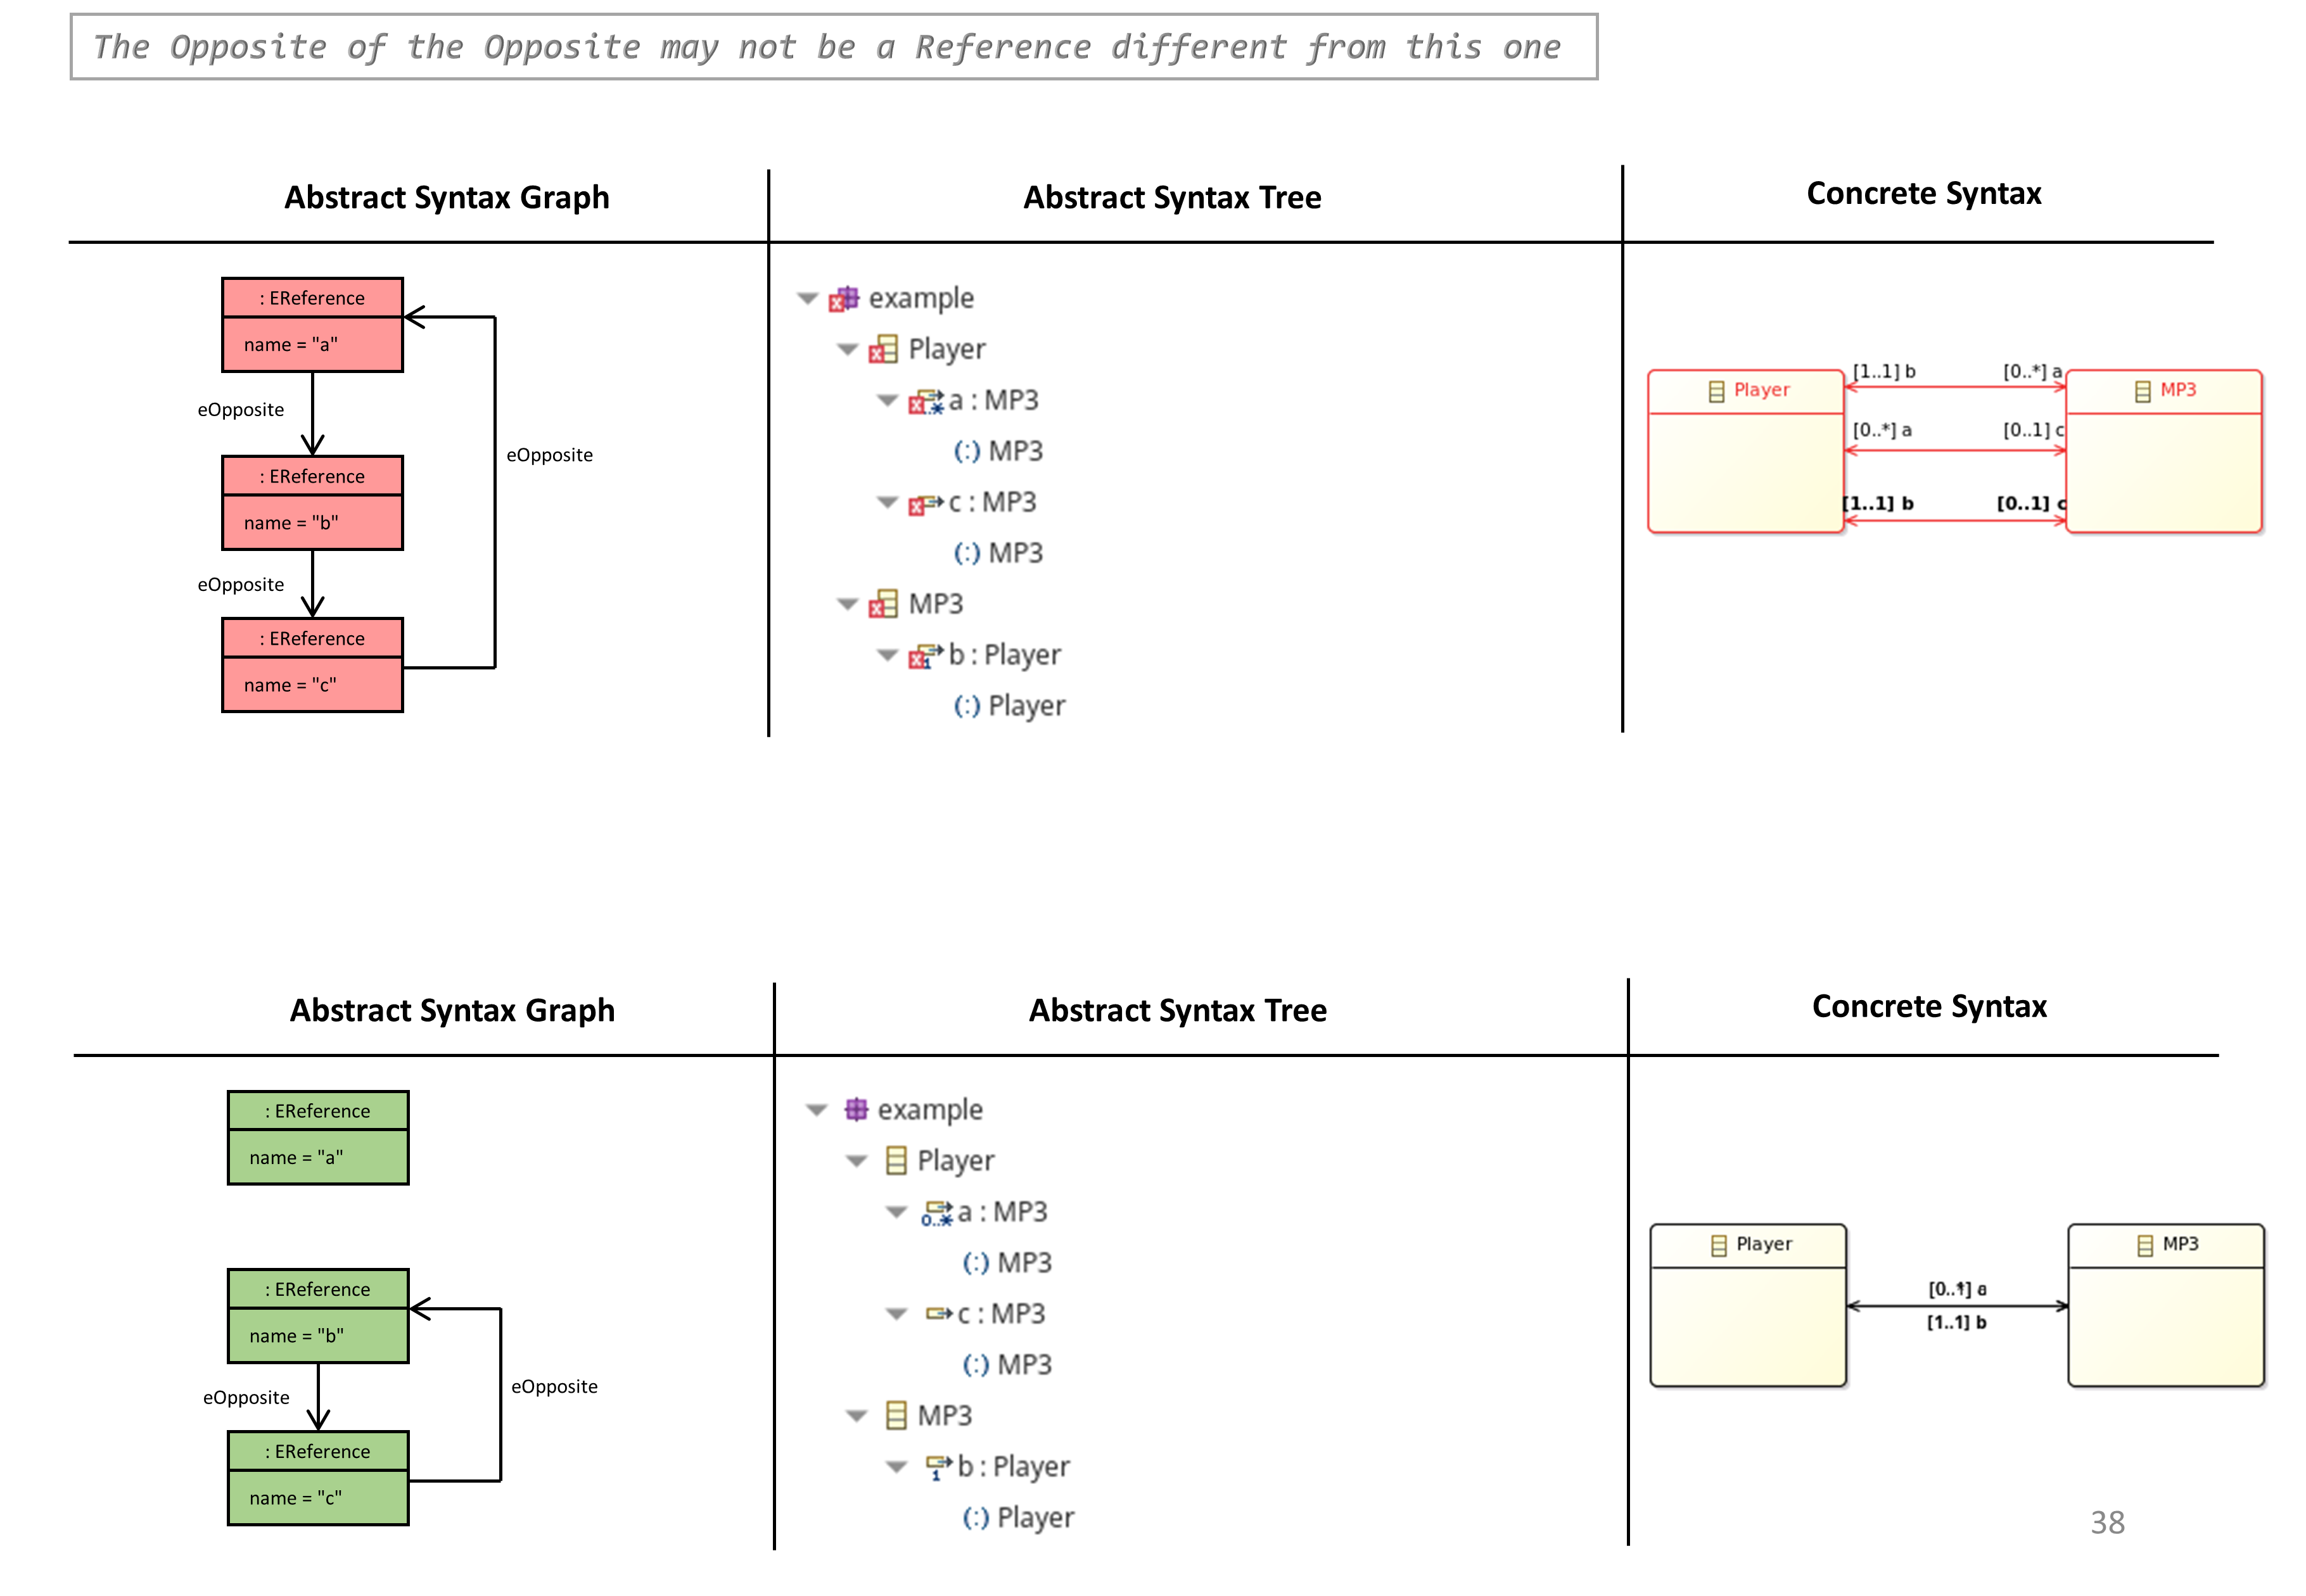 The Opposite of the Opposite may not be a Reference different from this one
Abstract Syntax Graph
Abstract Syntax Tree
Concrete Syntax
: EReference
name = "a"
eOpposite
: EReference
name = "b"
eOpposite
eOpposite
: EReference
name = "c"
example
Player
a : MP3
(:) MP3
c : MP3
(:) MP3
MP3
b : Player
(:) Player
Player
MP3
[1..1] b
[0..*] a
[0..*] a
[0..1] c
[1..1] b
[0..1] c
Abstract Syntax Graph
Abstract Syntax Tree
Concrete Syntax
: EReference
name = "a"
: EReference
name = "b"
eOpposite
eOpposite
: EReference
name = "c"
example
Player
0..* a : MP3
(:) MP3
c : MP3
(:) MP3
MP3
1 b : Player
(:) Player
Player
MP3
[1..1] b
38